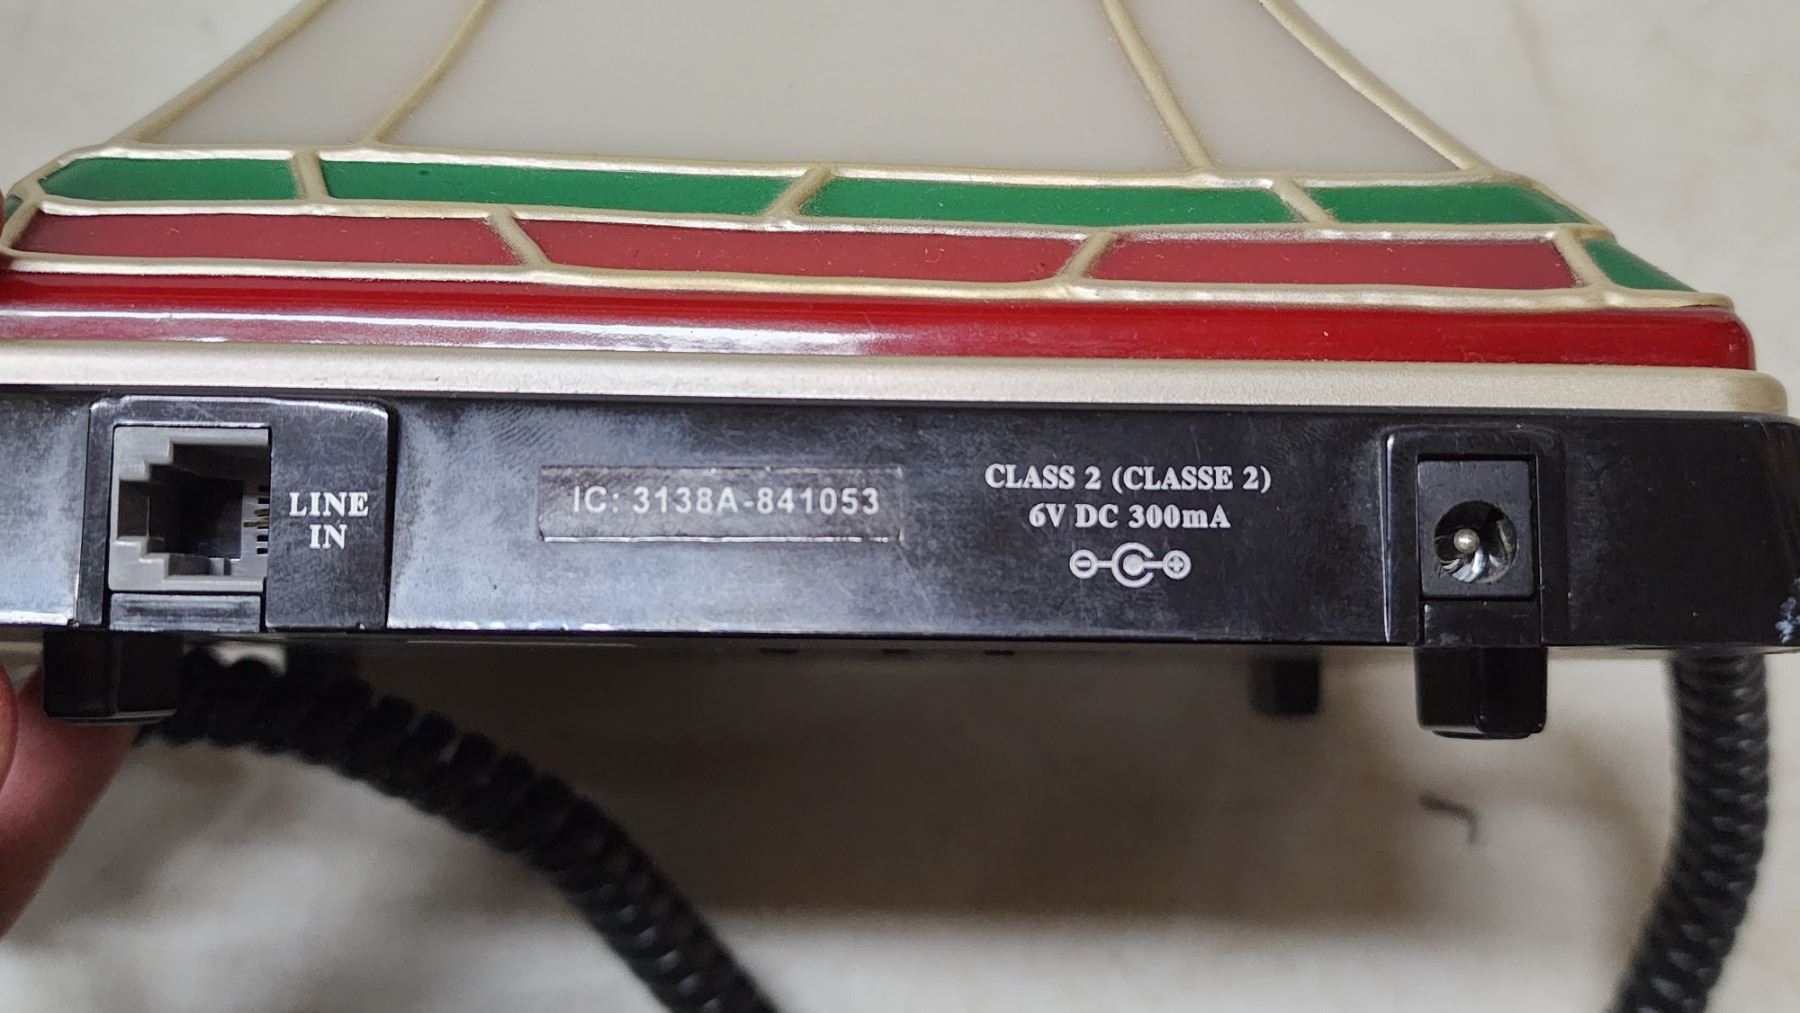 LINE
IN
IC: 3138A-841053
CLASS 2 (CLASSE 2)
6V DC 300mA